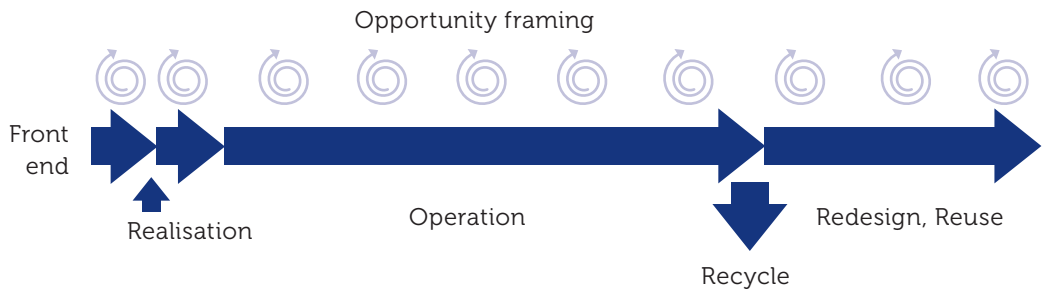 Opportunity framing
Front
end
Realisation
Operation
Redesign, Reuse
Recycle